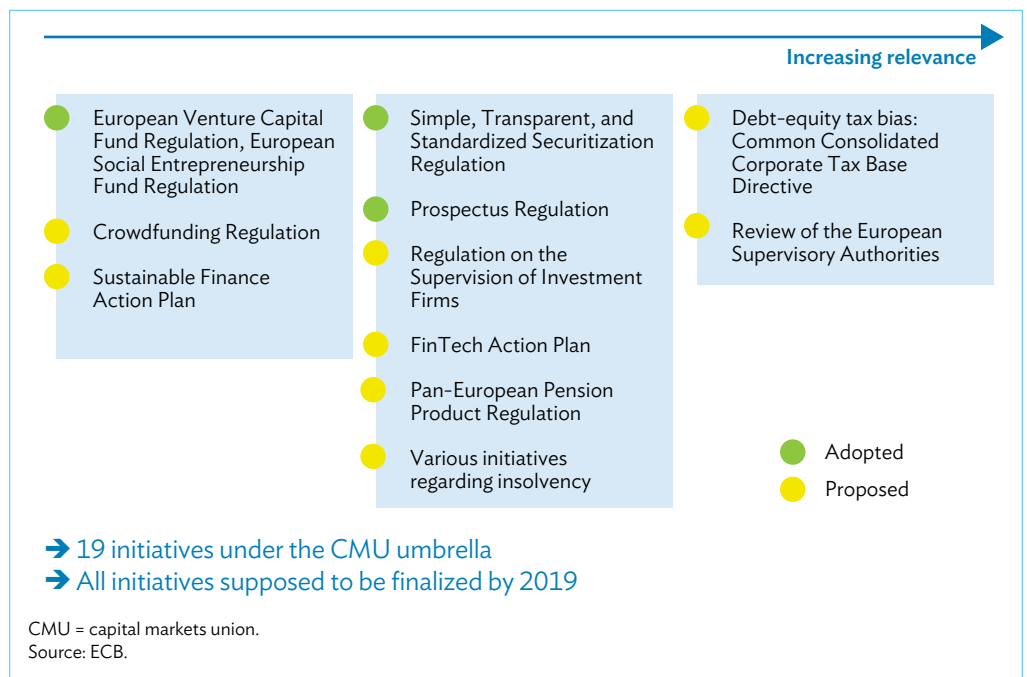 Increasing relevance
European Venture Capital
Fund Regulation, European
Social Entrepreneurship
Fund Regulation
Crowdfunding Regulation
Sustainable Finance
Action Plan
Simple, Transparent, and
Standardized Securitization
Regulation
Prospectus Regulation
Regulation on the
Supervision of Investment
Firms
FinTech Action Plan
Pan-European Pension
Product Regulation
Various initiatives
regarding insolvency
Debt-equity tax bias:
Common Consolidated
Corporate Tax Base
Directive
Review of the European
Supervisory Authorities
Adopted
Proposed
➔ 19 initiatives under the CMU umbrella
➔ All initiatives supposed to be finalized by 2019
CMU = capital markets union.
Source: ECB.